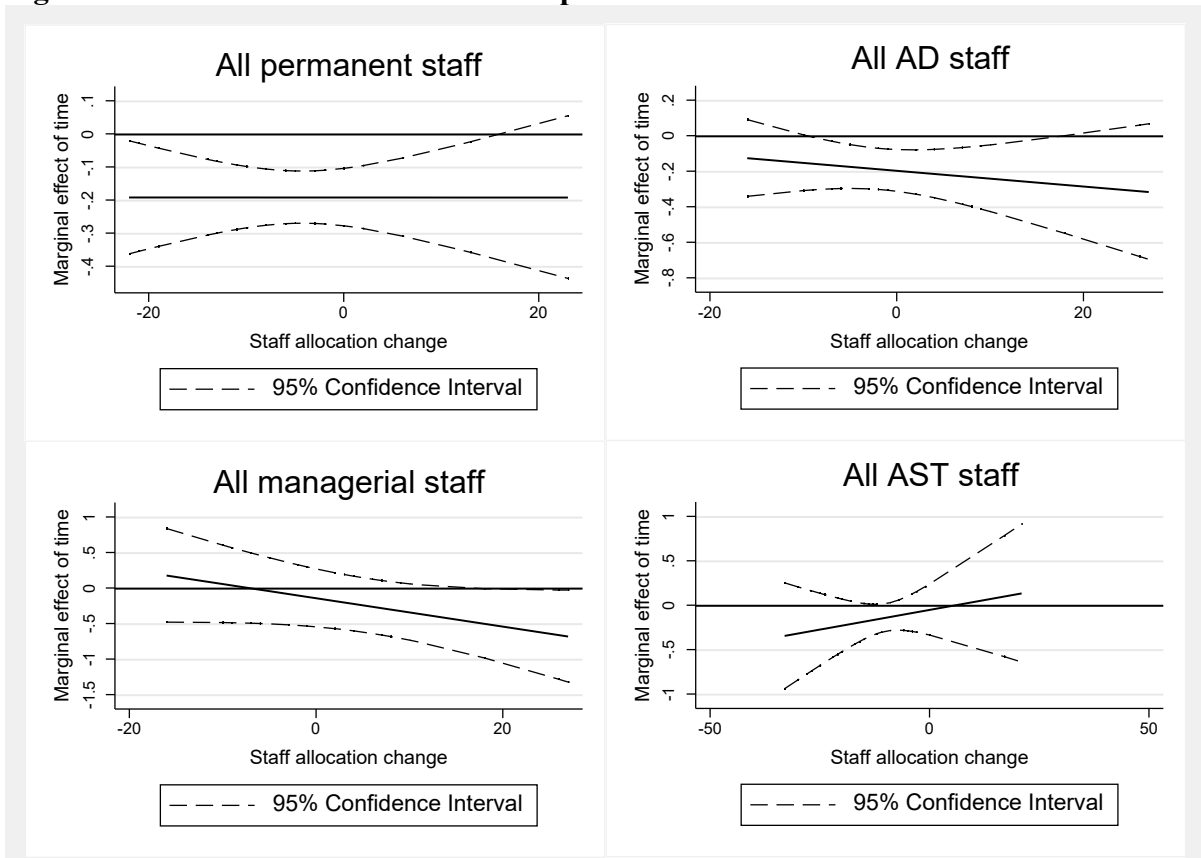 All permanent staff
Marginal effect of time
.1
0
-.1
-.2
-.3
-.4
-20 0 20
Staff allocation change
95% Confidence Interval
All AD staff
Marginal effect of time
.2
0
-.2
-.4
-.6
-.8
-20 0 20
Staff allocation change
95% Confidence Interval
All managerial staff
Marginal effect of time
1
.5
0
-.5
-1
-1.5
-20 0 20
Staff allocation change
95% Confidence Interval
All AST staff
Marginal effect of time
1
.5
0
-.5
-1
-50 0 50
Staff allocation change
95% Confidence Interval